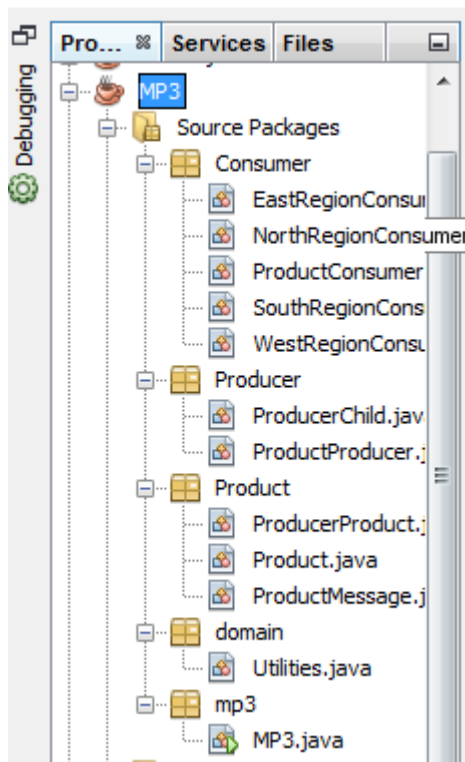 Pro... Services Files
Debugging
MP3
Source Packages
Consumer
EastRegionConsu
NorthRegionConsumer
ProductConsumer
SouthRegionCons
WestRegionConsu
Producer
ProducerChild.jav
ProductProducer.j
Product
ProducerProduct.j
Product.java
ProductMessage.j
domain
Utilities.java
mp3
MP3.java